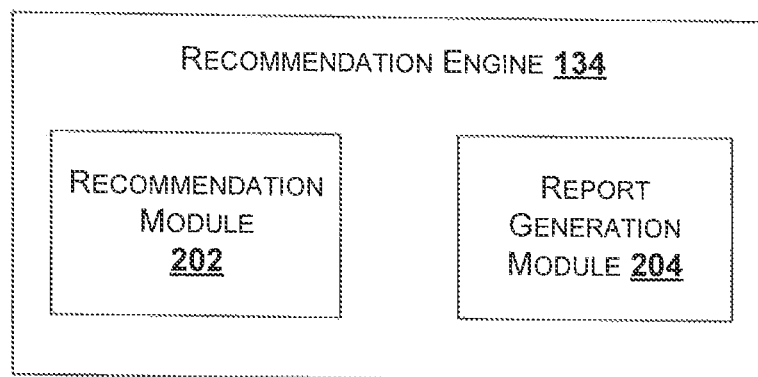 RECOMMENDATION ENGINE 134
RECOMMENDATION
MODULE
202
REPORT
GENERATION
MODULE 204